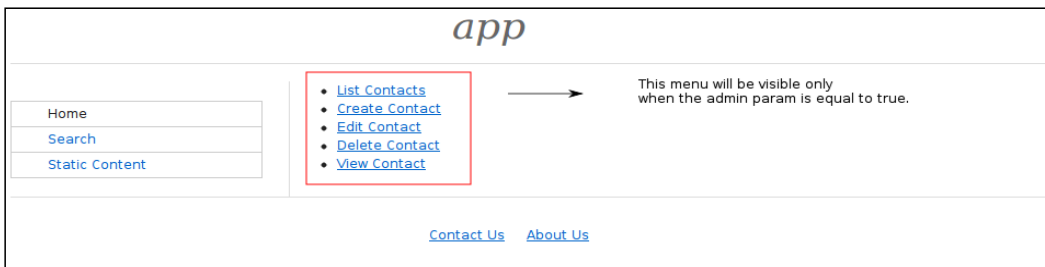 app
Home
Search
Static Content
List Contacts
Create Contact
Edit Contact
Delete Contact
View Contact
This menu will be visible only
when the admin param is equal to true.
Contact Us About Us